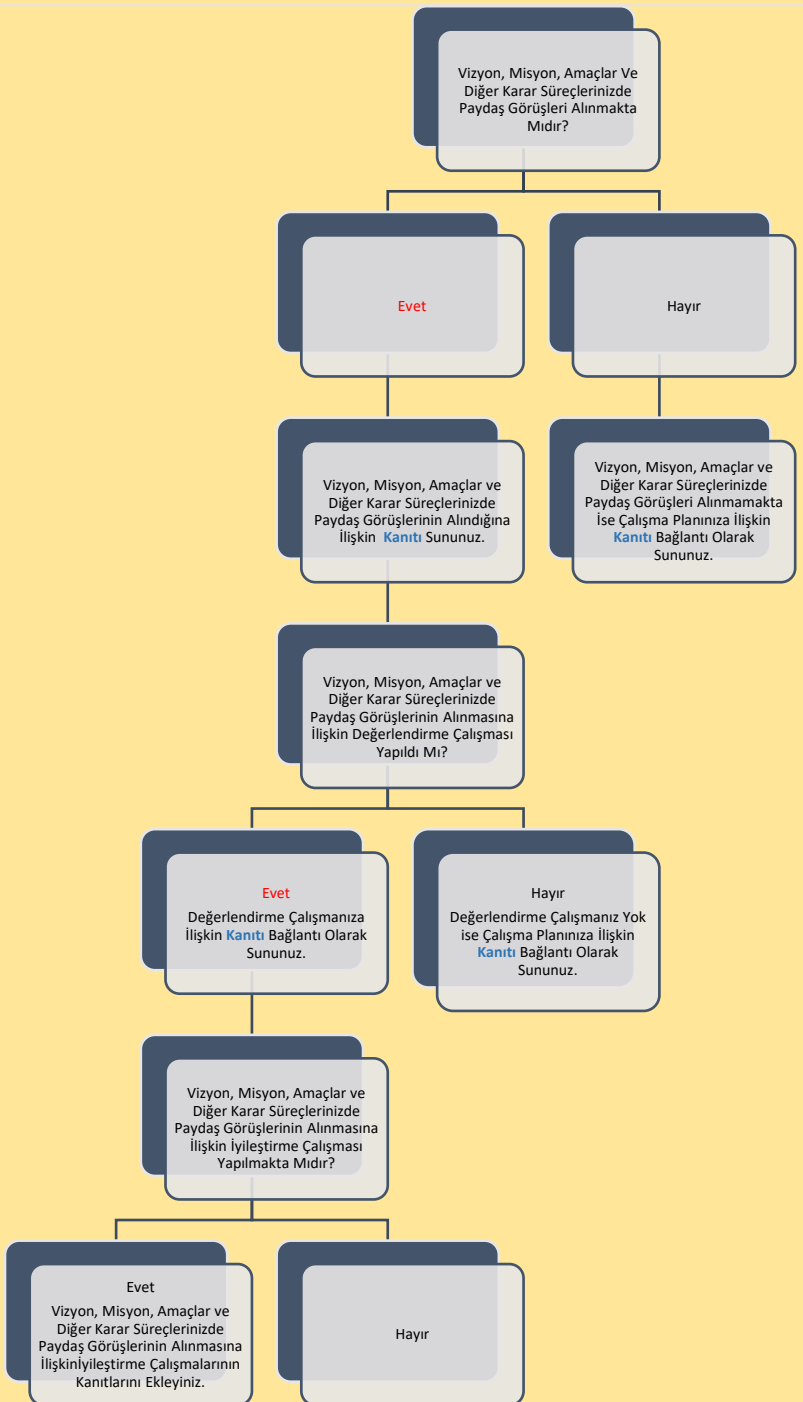 Vizyon, Misyon, Amaçlar Ve
Diğer Karar Süreçlerinizde
Paydaş Görüşleri Alınmakta
Mıdır?
Evet
Hayır
Vizyon, Misyon, Amaçlar ve
Diğer Karar Süreçlerinizde
Paydaş Görüşlerinin Alındığına
İlişkin Kanıtı Sununuz.
Vizyon, Misyon, Amaçlar ve
Diğer Karar Süreçlerinizde
Paydaş Görüşleri Alınmamakta
İse Çalışma Planınıza İlişkin
Kanıtı Bağlantı Olarak
Sununuz.
Vizyon, Misyon, Amaçlar ve
Diğer Karar Süreçlerinizde
Paydaş Görüşlerinin Alınmasına
İlişkin Değerlendirme Çalışması
Yapıldı Mı?
Evet
Değerlendirme Çalışmanıza
İlişkin Kanıtı Bağlantı Olarak
Sununuz.
Hayır
Değerlendirme Çalışmanız Yok
ise Çalışma Planınıza İlişkin
Kanıtı Bağlantı Olarak
Sununuz.
Vizyon, Misyon, Amaçlar ve
Diğer Karar Süreçlerinizde
Paydaş Görüşlerinin Alınmasına
İlişkin İyileştirme Çalışması
Yapılmakta Mıdır?
Evet
Vizyon, Misyon, Amaçlar ve
Diğer Karar Süreçlerinizde
Paydaş Görüşlerinin Alınmasına
İlişkinİyileştirme Çalışmalarının
Kanıtlarını Ekleyiniz.
Hayır